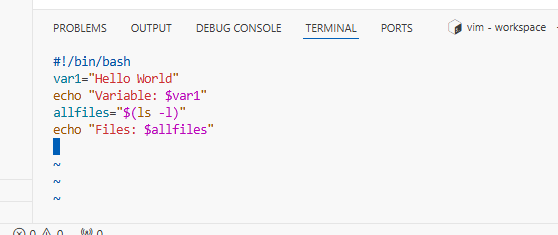 PROBLEMS OUTPUT DEBUG CONSOLE TERMINAL PORTS vim - workspace
#!/bin/bash
var1="Hello World"
echo "Variable: $var1"
allfiles="$(ls -l)"
echo "Files: $allfiles"
~
~
~
0 0 0